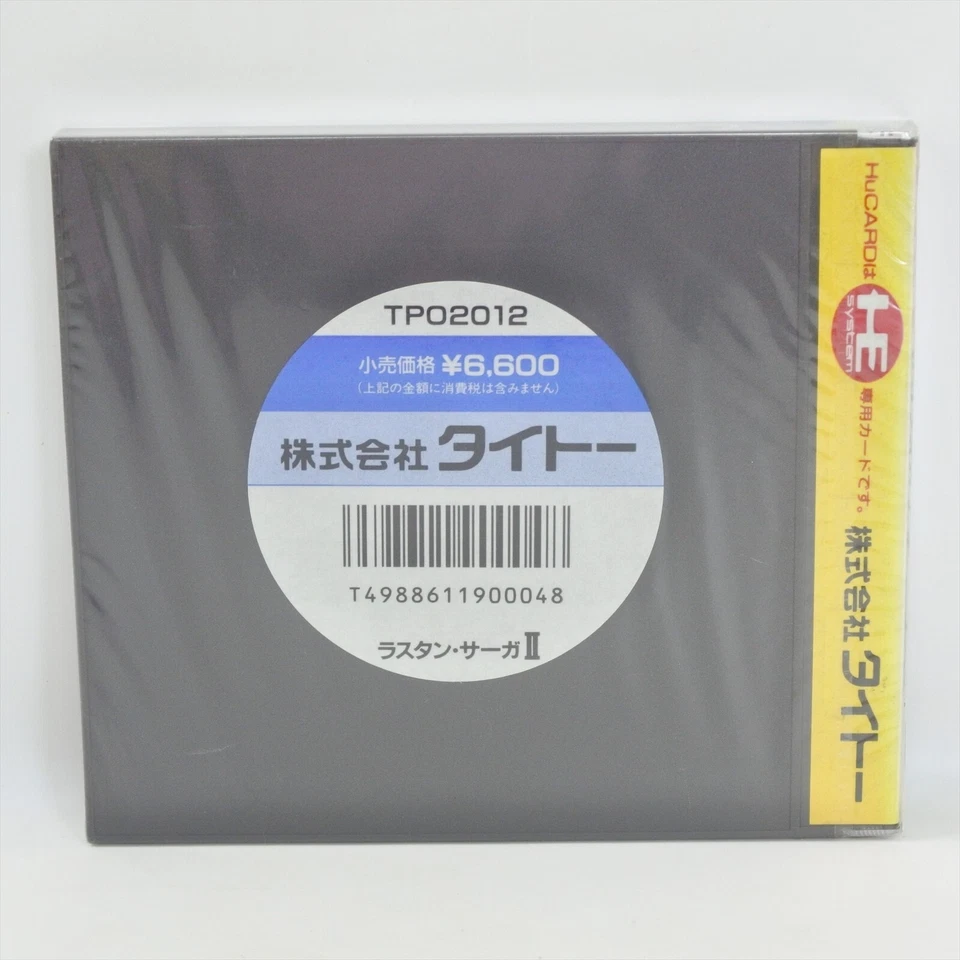 TP02012
小売価格 ¥6,600
(上記の金額に消費税は含みません)
株式会社 タイトー
T4988611900048
ラスタン・サーガⅡ
HuCARDは HE SYSTEM 専用カードです。 株式会社 タイトー